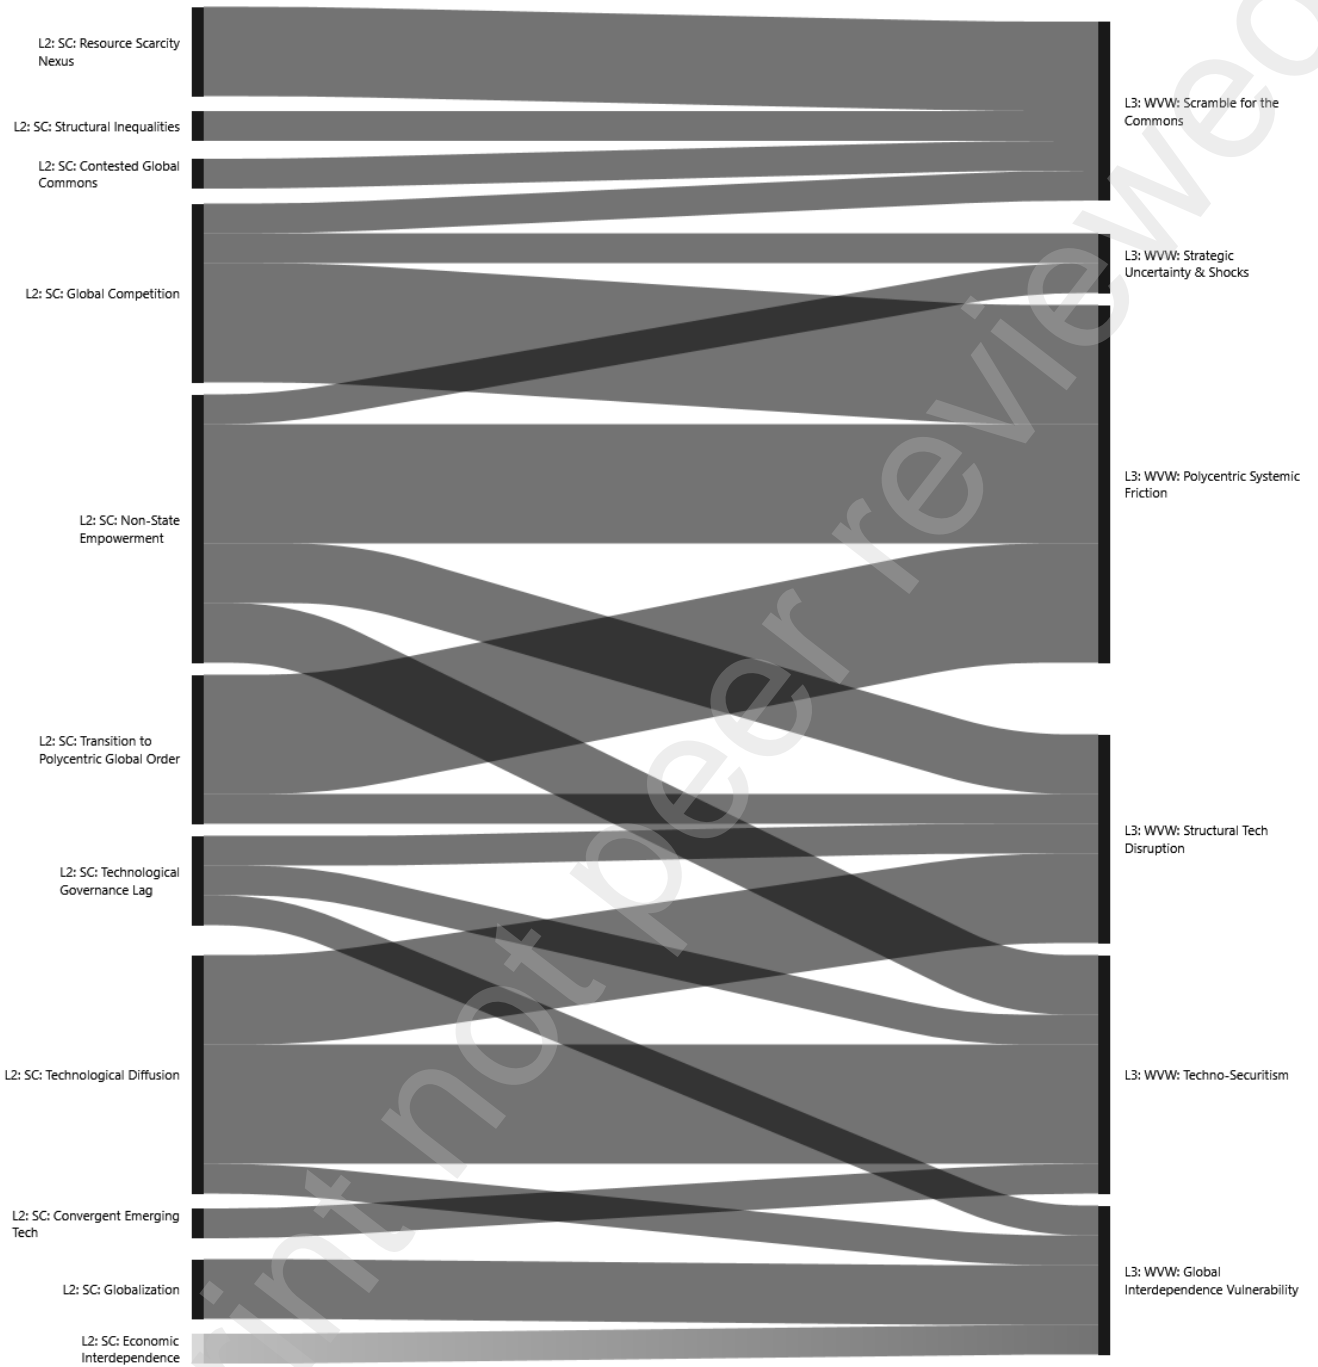 L2: SC: Resource Scarcity
Nexus
L2: SC: Structural Inequalities
L2: SC: Contested Global
Commons
L2: SC: Global Competition
L2: SC: Non-State
Empowerment
L2: SC: Transition to
Polycentric Global Order
L2: SC: Technological
Governance Lag
L2: SC: Technological Diffusion
L2: SC: Convergent Emerging
Tech
L2: SC: Globalization
L2: SC: Economic
Interdependence
L3: WVW: Scramble for the
Commons
L3: WVW: Strategic
Uncertainty & Shocks
L3: WVW: Polycentric Systemic
Friction
L3: WVW: Structural Tech
Disruption
L3: WVW: Techno-Securitism
L3: WVW: Global
Interdependence Vulnerability
rint not peer reviewed